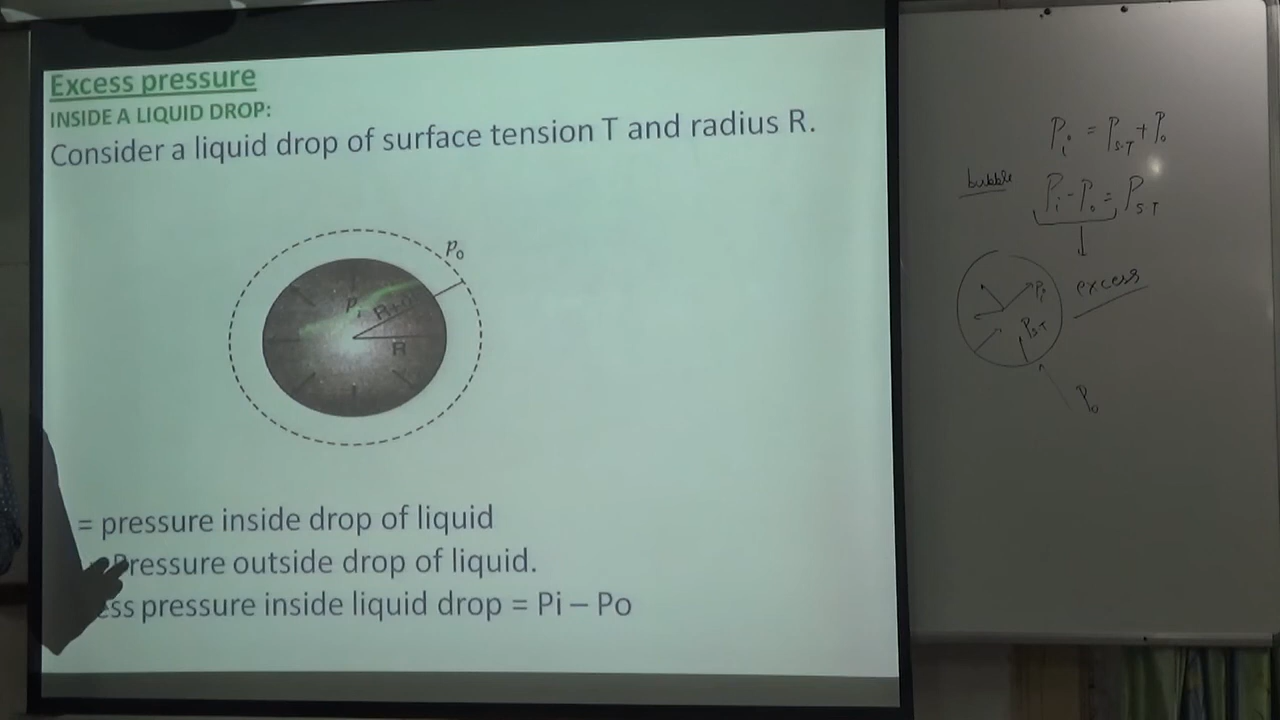 Excess pressure
INSIDE A LIQUID DROP:
Consider a liquid drop of surface tension T and radius R.
p₀
R
= pressure inside drop of liquid
Pressure outside drop of liquid.
ess pressure inside liquid drop = Pi – Po
Pi = PS.T + Po
bubble
Pi - Po = PST
excess
Pi
PS.T
Po